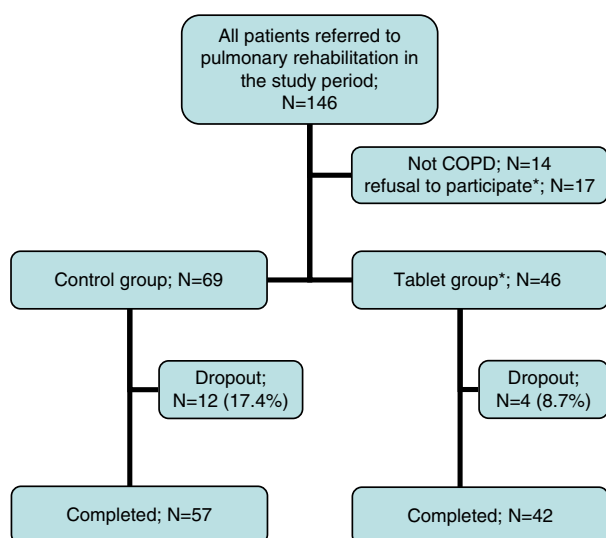 All patients referred to
pulmonary rehabilitation in
the study period;
N=146
Not COPD; N=14
refusal to participate*; N=17
Control group; N=69
Tablet group*; N=46
Dropout;
N=12 (17.4%)
Dropout;
N=4 (8.7%)
Completed; N=57
Completed; N=42